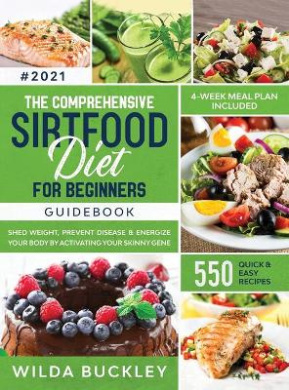 #2021
THE COMPREHENSIVE
SIRTFOOD
Diet
FOR BEGINNERS
GUIDEBOOK
SHED WEIGHT, PREVENT DISEASE & ENERGIZE
YOUR BODY BY ACTIVATING YOUR SKINNY GENE
4-WEEK MEAL PLAN
INCLUDED
550
QUICK &
EASY
RECIPES
WILDA BUCKLEY